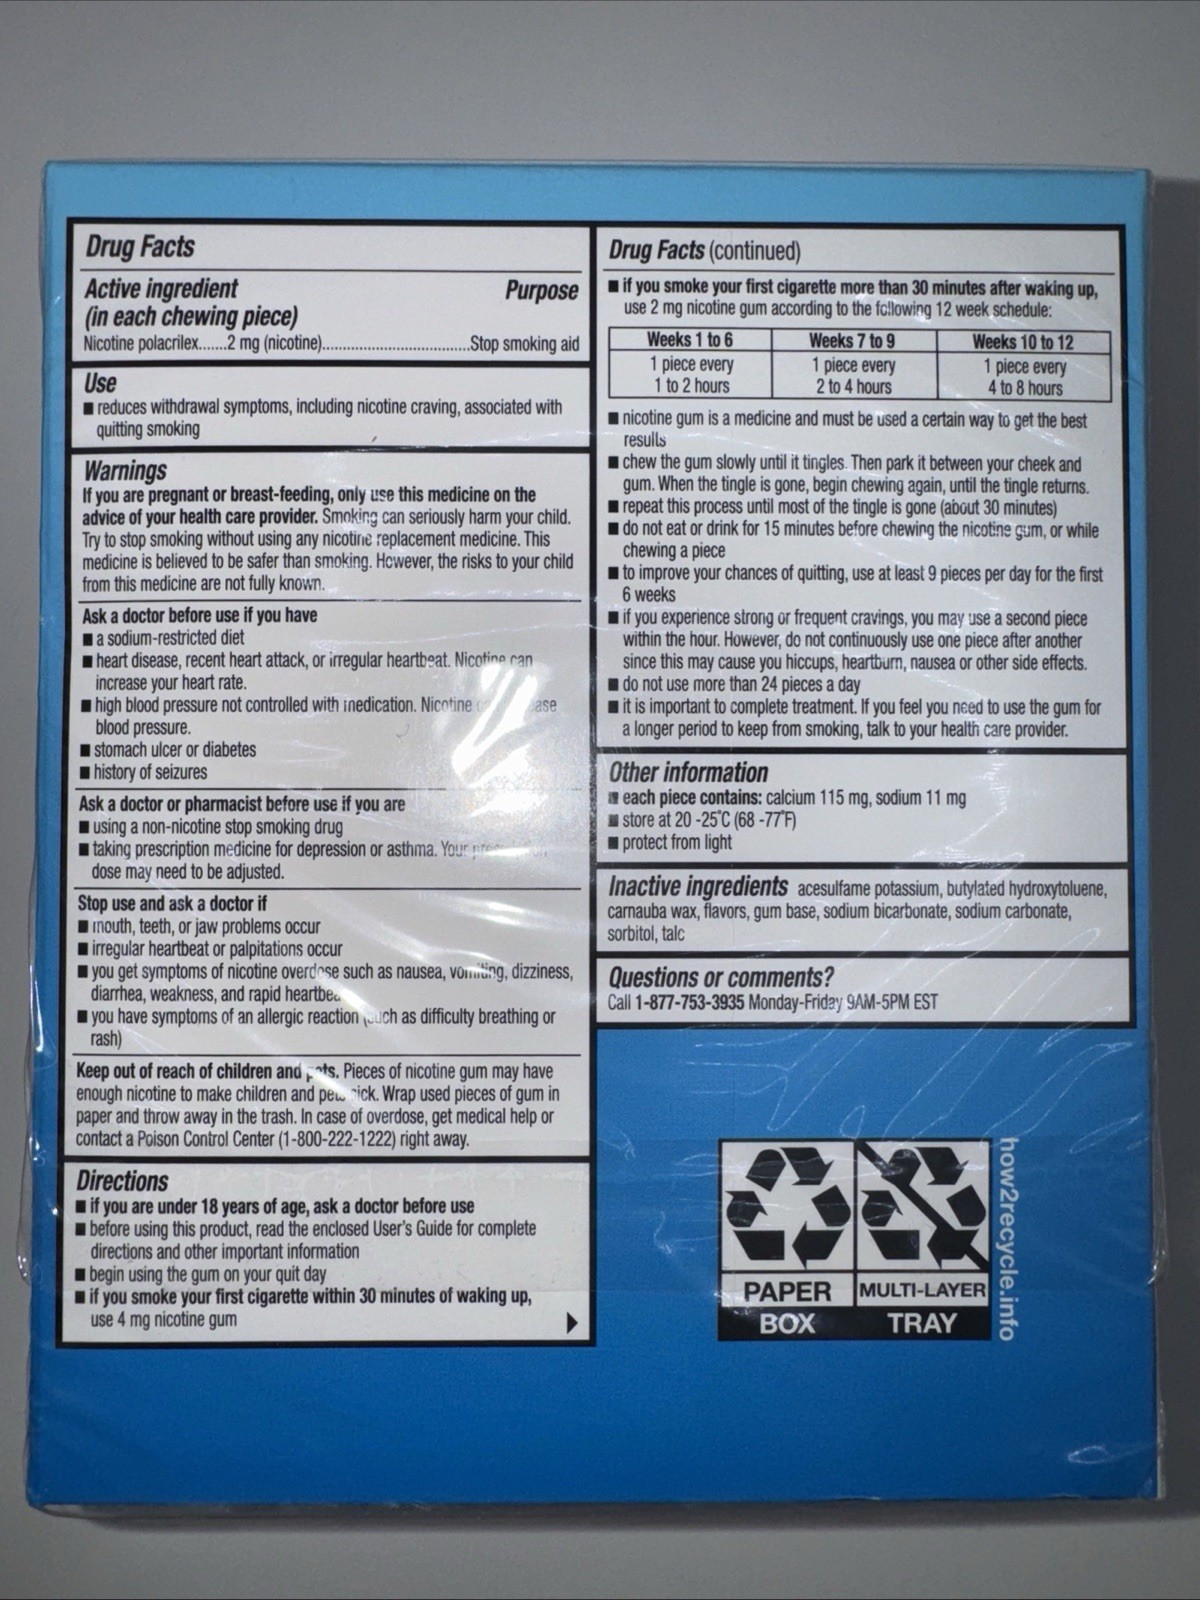 Drug Facts
Active ingredient Purpose
(in each chewing piece)
Nicotine polacrilex.......2 mg (nicotine)....................................Stop smoking aid
Use
■ reduces withdrawal symptoms, including nicotine craving, associated with
quitting smoking
Warnings
If you are pregnant or breast-feeding, only use this medicine on the
advice of your health care provider. Smoking can seriously harm your child.
Try to stop smoking without using any nicotine replacement medicine. This
medicine is believed to be safer than smoking. However, the risks to your child
from this medicine are not fully known.
Ask a doctor before use if you have
■ a sodium-restricted diet
■ heart disease, recent heart attack, or irregular heartbeat. Nicotine can
increase your heart rate.
■ high blood pressure not controlled with medication. Nicotine
blood pressure.
■ stomach ulcer or diabetes
■ history of seizures
Ask a doctor or pharmacist before use if you are
■ using a non-nicotine stop smoking drug
■ taking prescription medicine for depression or asthma. Your
dose may need to be adjusted.
Stop use and ask a doctor if
■ mouth, teeth, or jaw problems occur
■ irregular heartbeat or palpitations occur
■ you get symptoms of nicotine overdose such as nausea, vomiting, dizziness,
diarrhea, weakness, and rapid heartbeat
■ you have symptoms of an allergic reaction (such as difficulty breathing or
rash)
Keep out of reach of children and pets. Pieces of nicotine gum may have
enough nicotine to make children and pets sick. Wrap used pieces of gum in
paper and throw away in the trash. In case of overdose, get medical help or
contact a Poison Control Center (1-800-222-1222) right away.
Directions
■ if you are under 18 years of age, ask a doctor before use
■ before using this product, read the enclosed User's Guide for complete
directions and other important information
■ begin using the gum on your quit day
■ if you smoke your first cigarette within 30 minutes of waking up,
use 4 mg nicotine gum
Drug Facts (continued)
■ if you smoke your first cigarette more than 30 minutes after waking up,
use 2 mg nicotine gum according to the following 12 week schedule:
Weeks 1 to 6 Weeks 7 to 9 Weeks 10 to 12
1 piece every 1 piece every 1 piece every
1 to 2 hours 2 to 4 hours 4 to 8 hours
■ nicotine gum is a medicine and must be used a certain way to get the best
results
■ chew the gum slowly until it tingles. Then park it between your cheek and
gum. When the tingle is gone, begin chewing again, until the tingle returns.
■ repeat this process until most of the tingle is gone (about 30 minutes)
■ do not eat or drink for 15 minutes before chewing the nicotine gum, or while
chewing a piece
■ to improve your chances of quitting, use at least 9 pieces per day for the first
6 weeks
■ if you experience strong or frequent cravings, you may use a second piece
within the hour. However, do not continuously use one piece after another
since this may cause you hiccups, heartburn, nausea or other side effects.
■ do not use more than 24 pieces a day
■ it is important to complete treatment. If you feel you need to use the gum for
a longer period to keep from smoking, talk to your health care provider.
Other information
■ each piece contains: calcium 115 mg, sodium 11 mg
■ store at 20 -25°C (68 -77°F)
■ protect from light
Inactive ingredients acesulfame potassium, butylated hydroxytoluene,
carnauba wax, flavors, gum base, sodium bicarbonate, sodium carbonate,
sorbitol, talc
Questions or comments?
Call 1-877-753-3935 Monday-Friday 9AM-5PM EST
PAPER MULTI-LAYER
BOX TRAY
how2recycle.info